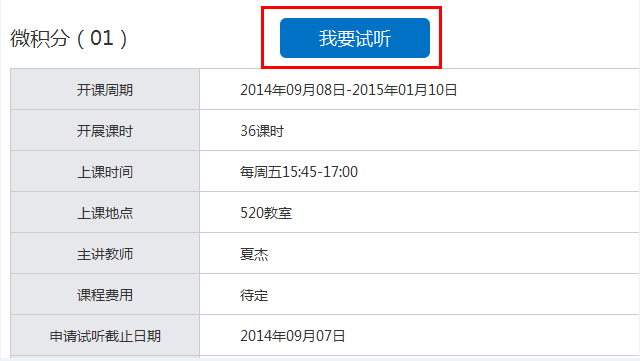 微积分（01） 我要试听
开课周期 2014年09月08日-2015年01月10日
开展课时 36课时
上课时间 每周五15:45-17:00
上课地点 520教室
主讲教师 夏杰
课程费用 待定
申请试听截止日期 2014年09月07日